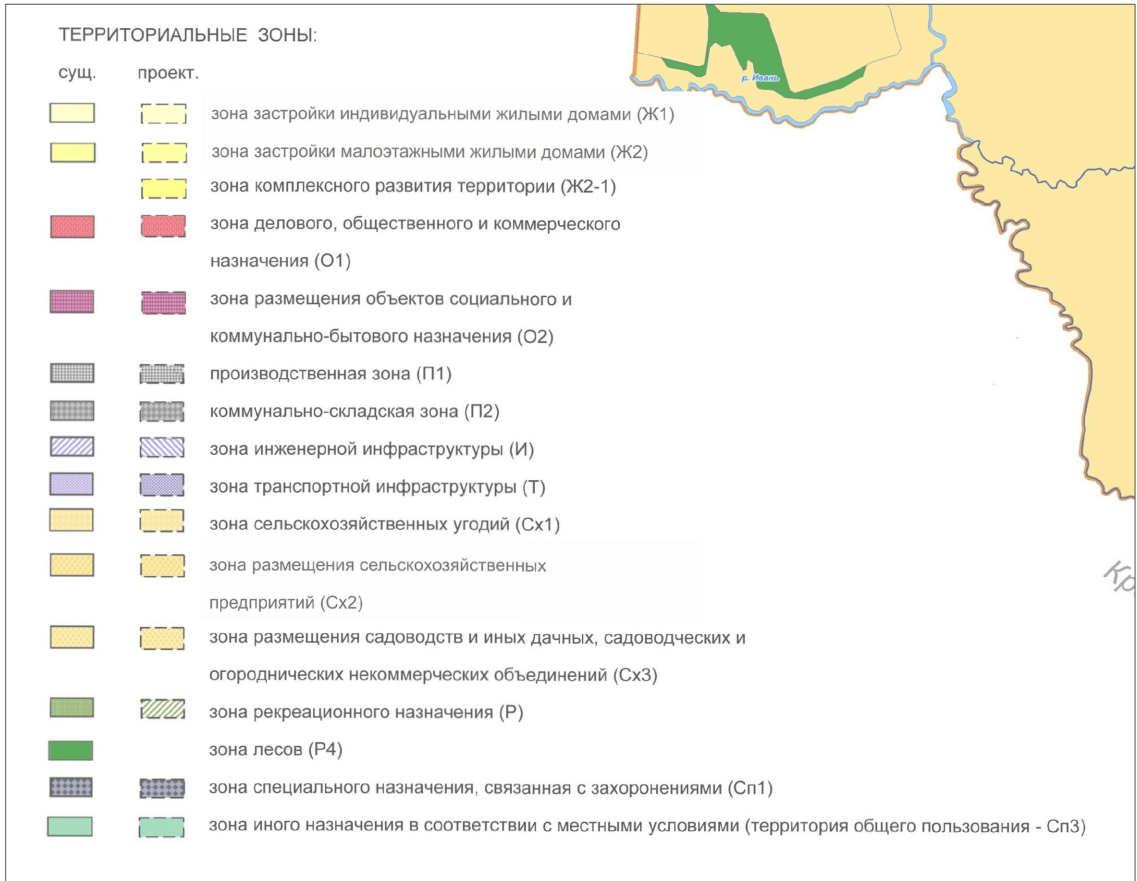 ТЕРРИТОРИАЛЬНЫЕ ЗОНЫ:
сущ. проект.
р. Ивань
зона застройки индивидуальными жилыми домами (Ж1)
зона застройки малоэтажными жилыми домами (Ж2)
зона комплексного развития территории (Ж2-1)
зона делового, общественного и коммерческого
назначения (О1)
зона размещения объектов социального и
коммунально-бытового назначения (О2)
производственная зона (П1)
коммунально-складская зона (П2)
зона инженерной инфраструктуры (И)
зона транспортной инфраструктуры (Т)
зона сельскохозяйственных угодий (Сх1)
зона размещения сельскохозяйственных
предприятий (Сх2)
Кр
зона размещения садоводств и иных дачных, садоводческих и
огороднических некоммерческих объединений (Сх3)
зона рекреационного назначения (Р)
зона лесов (Р4)
зона специального назначения, связанная с захоронениями (Сп1)
зона иного назначения в соответствии с местными условиями (территория общего пользования - Сп3)